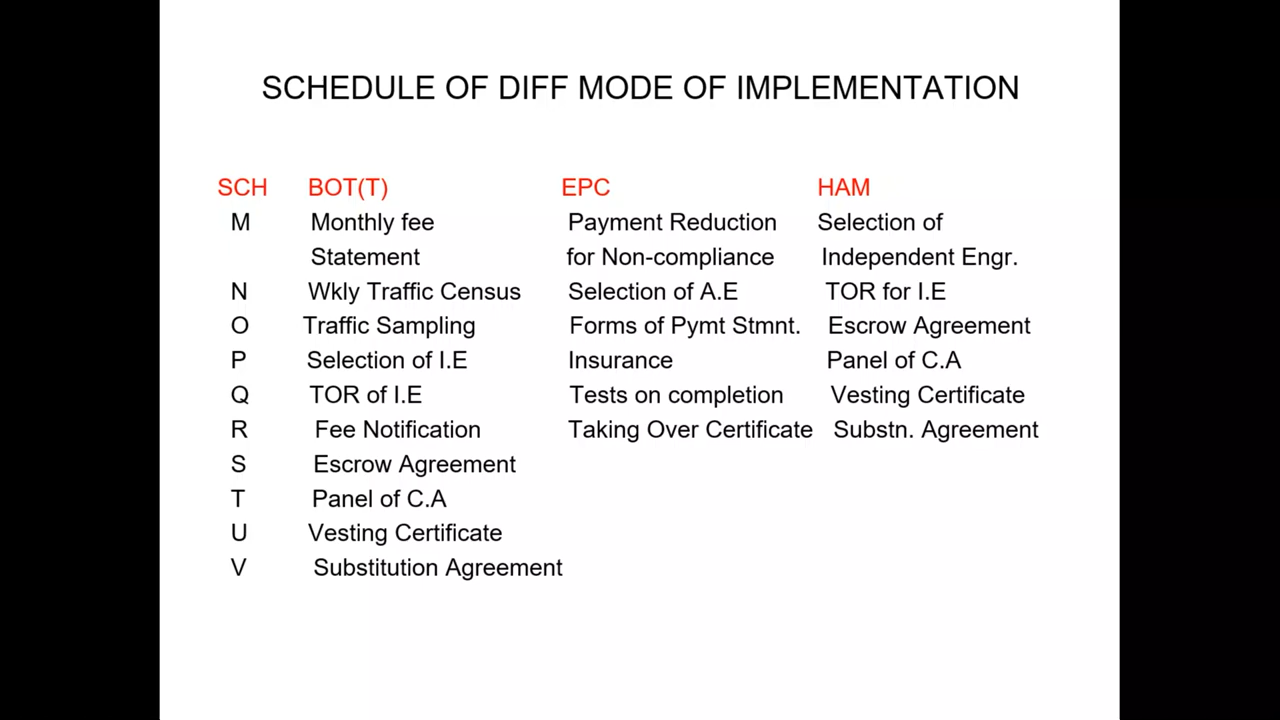 SCHEDULE OF DIFF MODE OF IMPLEMENTATION
SCH BOT(T) EPC HAM
M Monthly fee Payment Reduction Selection of
Statement for Non-compliance Independent Engr.
N Wkly Traffic Census Selection of A.E TOR for I.E
O Traffic Sampling Forms of Pymt Stmnt. Escrow Agreement
P Selection of I.E Insurance Panel of C.A
Q TOR of I.E Tests on completion Vesting Certificate
R Fee Notification Taking Over Certificate Substn. Agreement
S Escrow Agreement
T Panel of C.A
U Vesting Certificate
V Substitution Agreement